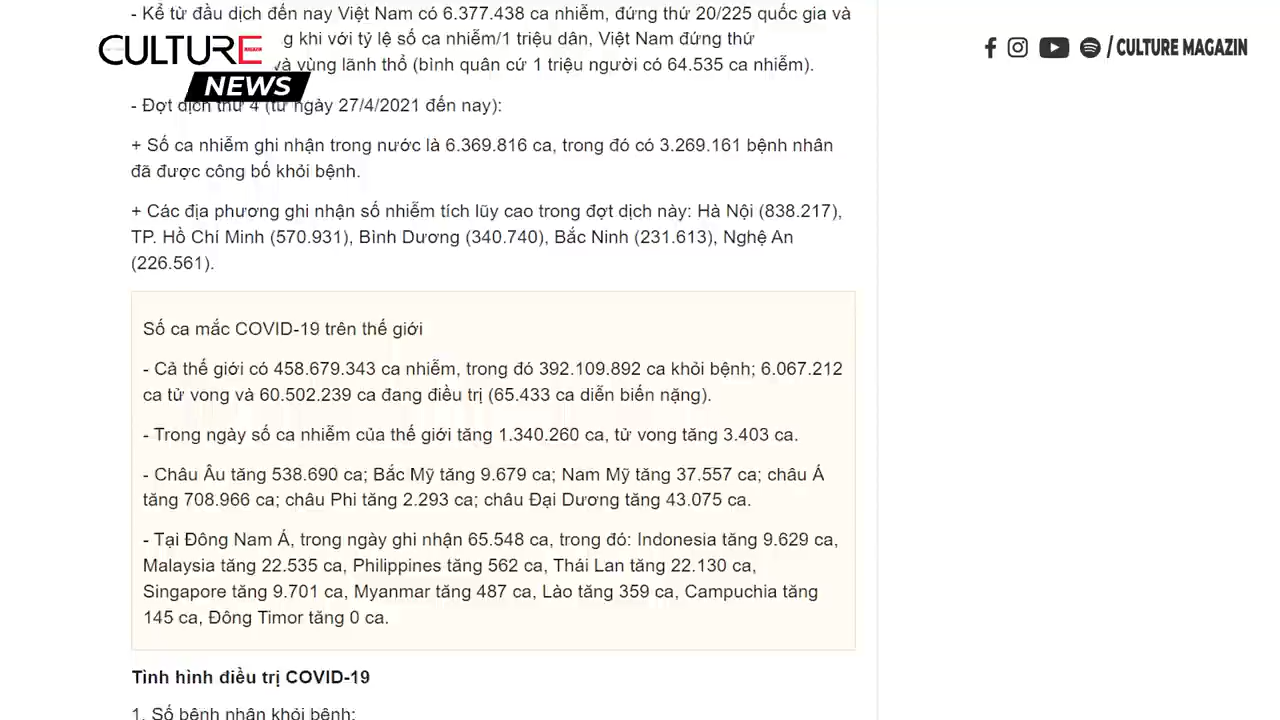 - Kể từ đầu dịch đến nay Việt Nam có 6.377.438 ca nhiễm, đứng thứ 20/225 quốc gia và
CULTURE
NEWS
/ CULTURE MAGAZIN
g khi với tỷ lệ số ca nhiễm/1 triệu dân, Việt Nam đứng thứ
và vùng lãnh thổ (bình quân cứ 1 triệu người có 64.535 ca nhiễm).
- Đợt dịch thứ 4 (từ ngày 27/4/2021 đến nay):
+ Số ca nhiễm ghi nhận trong nước là 6.369.816 ca, trong đó có 3.269.161 bệnh nhân
đã được công bố khỏi bệnh.
+ Các địa phương ghi nhận số nhiễm tích lũy cao trong đợt dịch này: Hà Nội (838.217),
TP. Hồ Chí Minh (570.931), Bình Dương (340.740), Bắc Ninh (231.613), Nghệ An
(226.561).
Số ca mắc COVID-19 trên thế giới
- Cả thế giới có 458.679.343 ca nhiễm, trong đó 392.109.892 ca khỏi bệnh; 6.067.212
ca tử vong và 60.502.239 ca đang điều trị (65.433 ca diễn biến nặng).
- Trong ngày số ca nhiễm của thế giới tăng 1.340.260 ca, tử vong tăng 3.403 ca.
- Châu Âu tăng 538.690 ca; Bắc Mỹ tăng 9.679 ca; Nam Mỹ tăng 37.557 ca; châu Á
tăng 708.966 ca; châu Phi tăng 2.293 ca; châu Đại Dương tăng 43.075 ca.
- Tại Đông Nam Á, trong ngày ghi nhận 65.548 ca, trong đó: Indonesia tăng 9.629 ca,
Malaysia tăng 22.535 ca, Philippines tăng 562 ca, Thái Lan tăng 22.130 ca,
Singapore tăng 9.701 ca, Myanmar tăng 487 ca, Lào tăng 359 ca, Campuchia tăng
145 ca, Đông Timor tăng 0 ca.
Tình hình điều trị COVID-19
1. Số bệnh nhân khỏi bệnh: